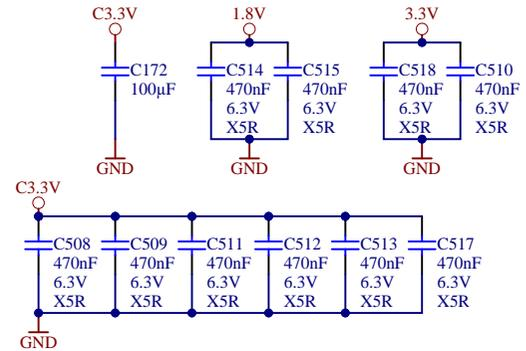 C3.3V
C172
100µF
GND
1.8V
C514
470nF
6.3V
X5R
C515
470nF
6.3V
X5R
GND
3.3V
C518
470nF
6.3V
X5R
C510
470nF
6.3V
X5R
GND
C3.3V
C508
470nF
6.3V
X5R
C509
470nF
6.3V
X5R
C511
470nF
6.3V
X5R
C512
470nF
6.3V
X5R
C513
470nF
6.3V
X5R
C517
470nF
6.3V
X5R
GND